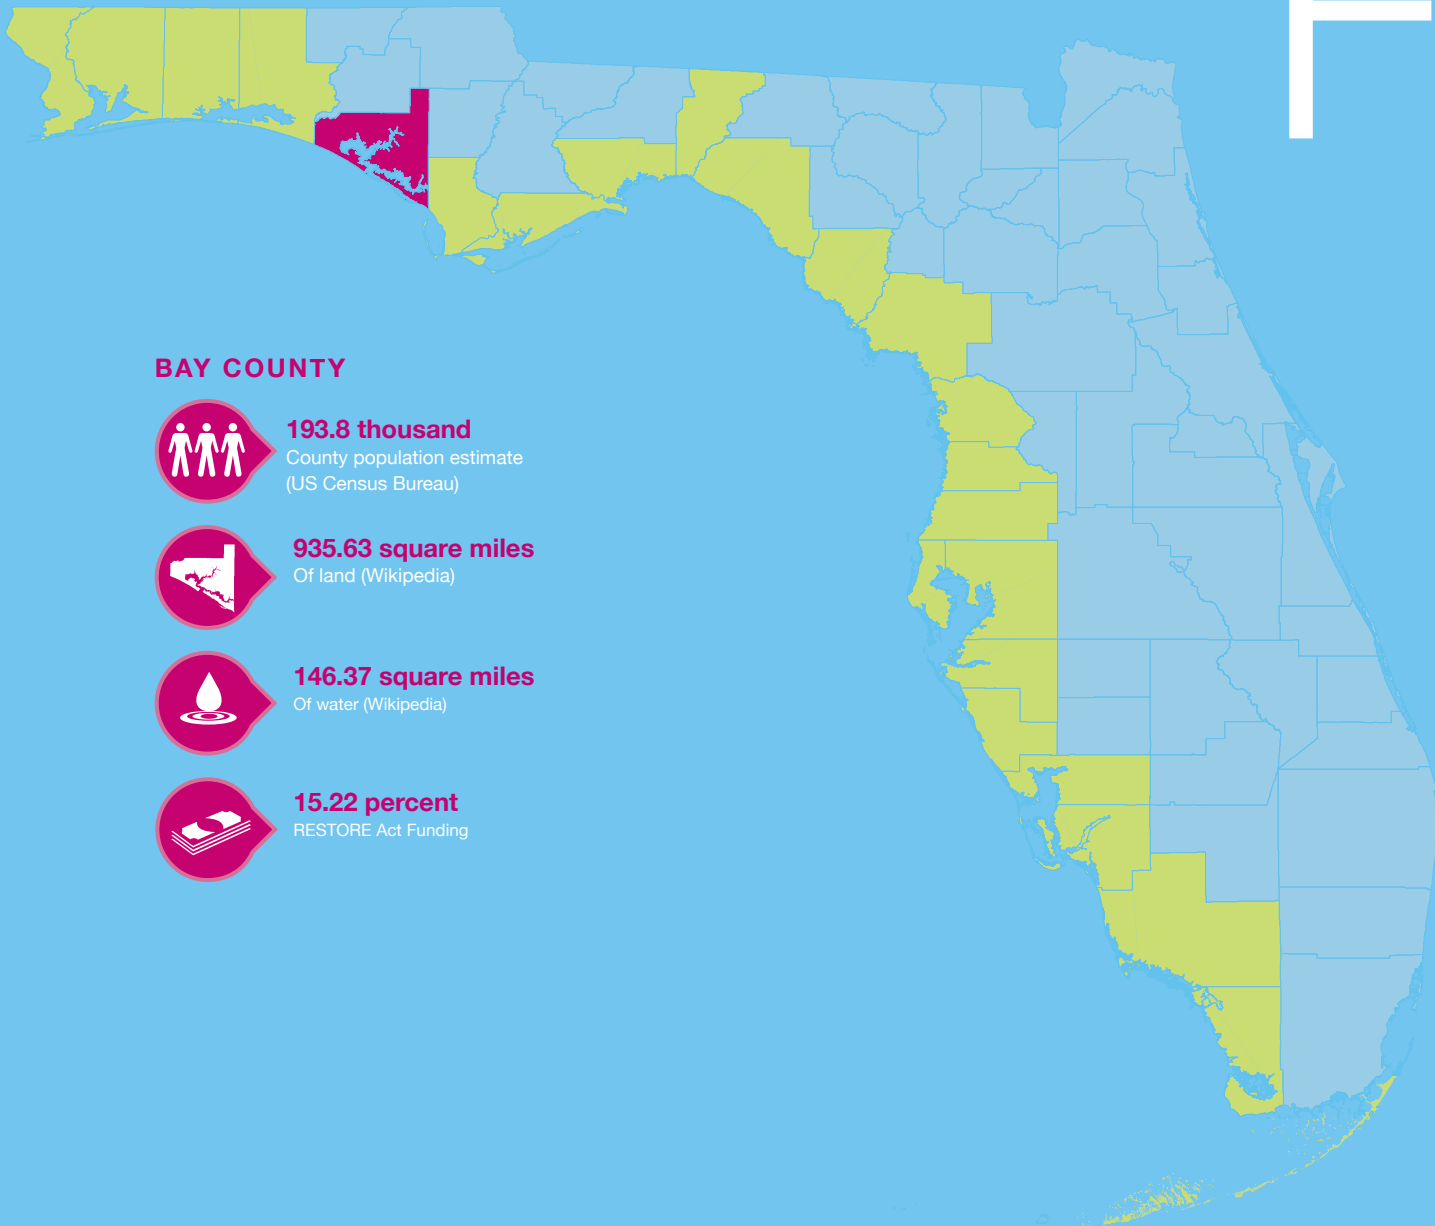 BAY COUNTY
193.8 thousand
County population estimate
(US Census Bureau)
935.63 square miles
Of land (Wikipedia)
146.37 square miles
Of water (Wikipedia)
15.22 percent
RESTORE Act Funding